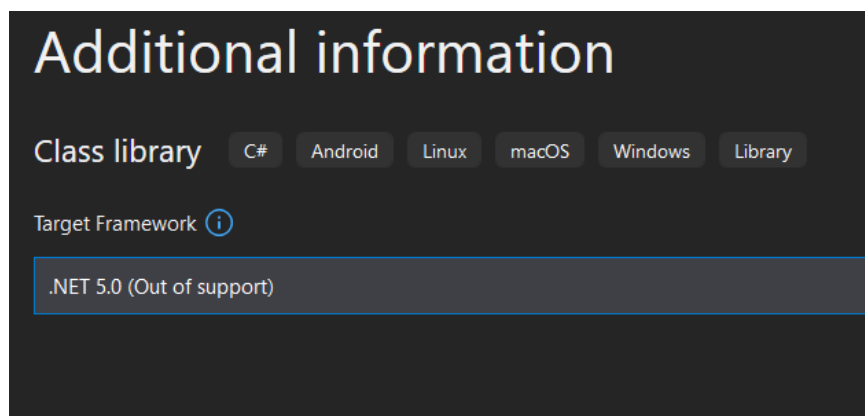 Additional information
Class library C# Android Linux macOS Windows Library
Target Framework
.NET 5.0 (Out of support)